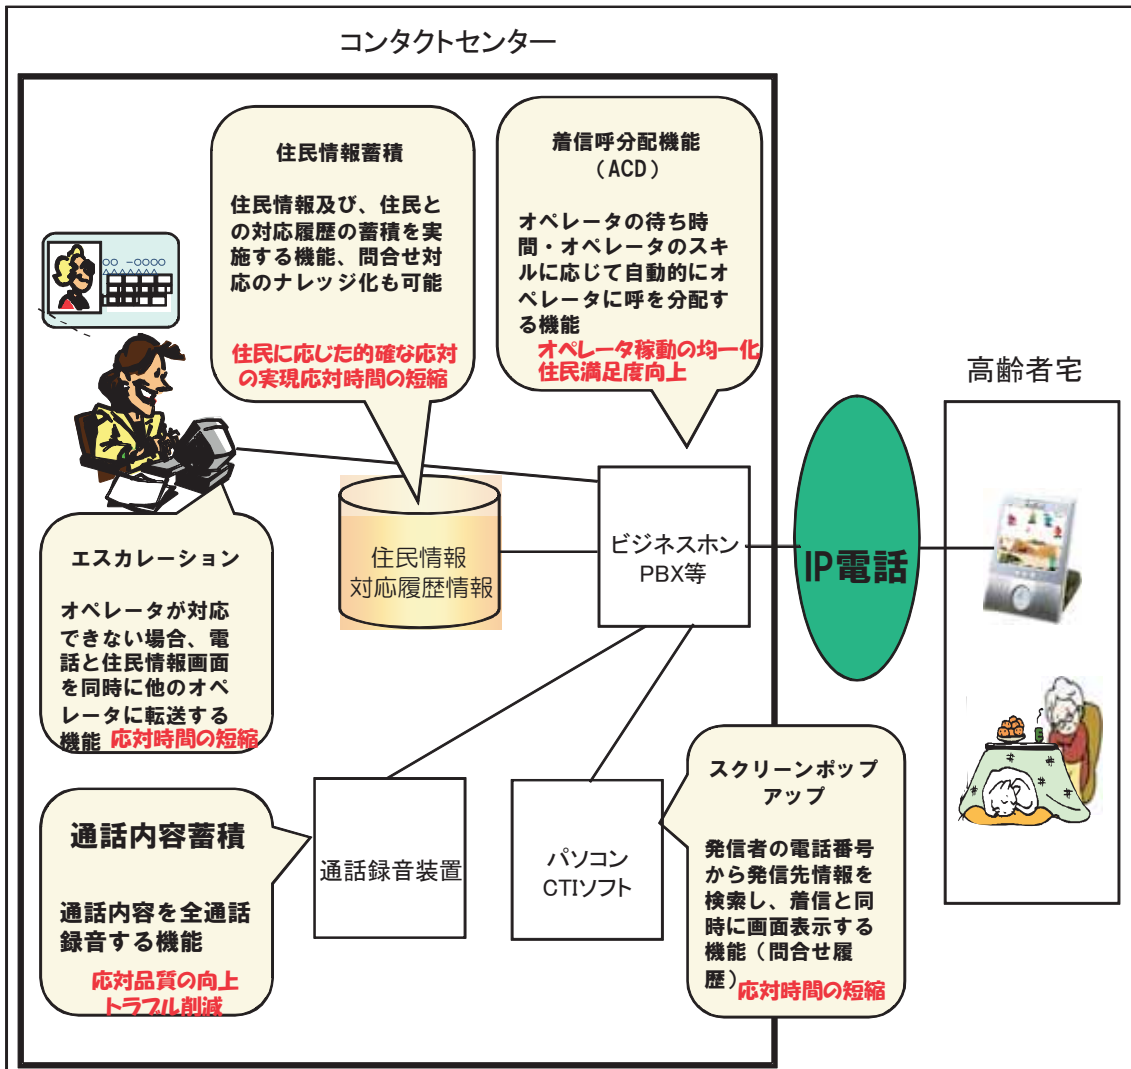 コンタクトセンター
住民情報蓄積
住民情報及び、住民と
の対応履歴の蓄積を実
施する機能、問合せ対
応のナレッジ化も可能
住民に応じた的確な応対
の実現応対時間の短縮
着信呼分配機能
（ACD）
オペレータの待ち時
間・オペレータのスキ
ルに応じて自動的にオ
ペレータに呼を分配す
る機能
オペレータ稼動の均一化
住民満足度向上
○○ －○○○○
△△△△△△△
高齢者宅
エスカレーション
オペレータが対応
できない場合、電
話と住民情報画面
を同時に他のオペ
レータに転送する
機能 応対時間の短縮
住民情報
対応履歴情報
ビジネスホン
PBX等
IP電話
通話内容蓄積
通話内容を全通話
録音する機能
応対品質の向上
トラブル削減
通話録音装置
パソコン
CTIソフト
スクリーンポップ
アップ
発信者の電話番号
から発信先情報を
検索し、着信と同
時に画面表示する
機能（問合せ履
歴）応対時間の短縮